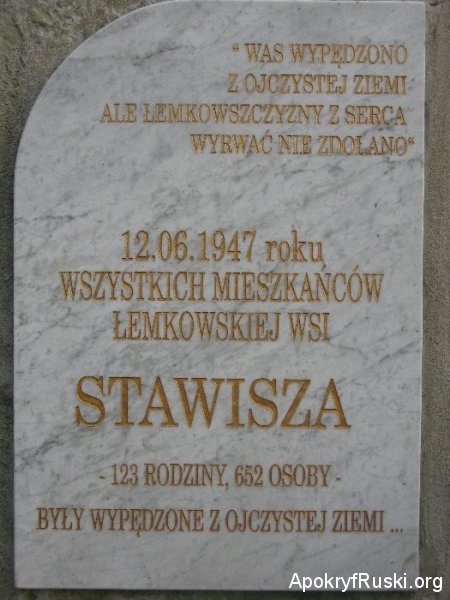 “ WAS WYPĘDZONO
Z OJCZYSTEJ ZIEMI
ALE ŁEMKOWSZCZYZNY Z SERCA
WYRWAĆ NIE ZDOŁANO“
12.06.1947 roku
WSZYSTKICH MIESZKAŃCÓW
ŁEMKOWSKIEJ WSI
STAWISZA
- 123 RODZINY, 652 OSOBY -
BYŁY WYPĘDZONE Z OJCZYSTEJ ZIEMI ...
ApokryfRuski.org